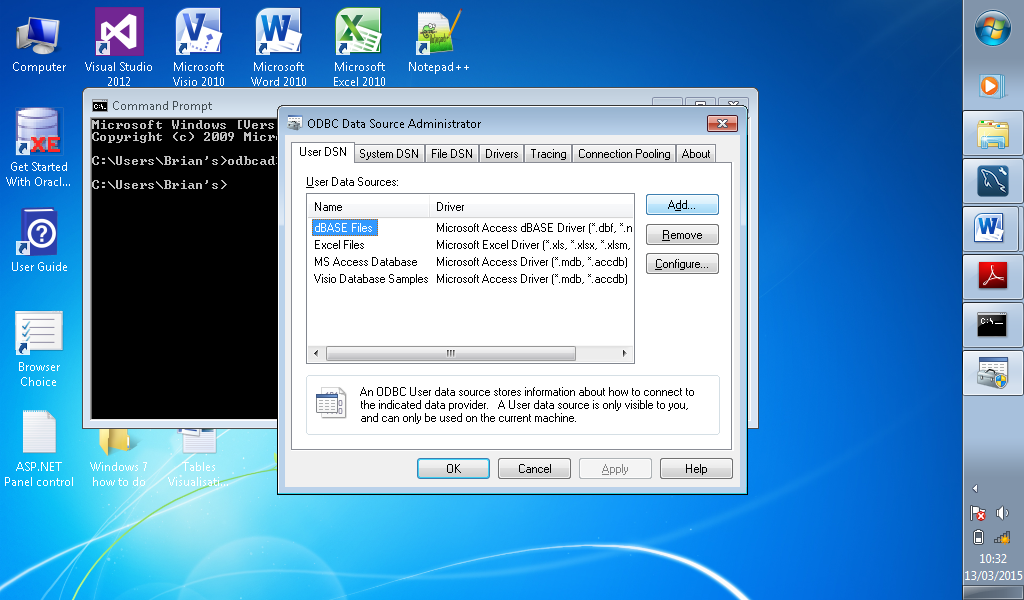 Computer
Visual Studio
2012
Microsoft
Visio 2010
Microsoft
Word 2010
Microsoft
Excel 2010
Notepad++
Get Started
With Oracl...
User Guide
Browser
Choice
ASP.NET
Panel control
Windows 7
how to do
Tables
Visualisati...
Command Prompt
Microsoft Windows [Vers
Copyright (c) 2009 Micr
C:\Users\Brian's>odbcad
C:\Users\Brian's>
ODBC Data Source Administrator
User DSN System DSN File DSN Drivers Tracing Connection Pooling About
User Data Sources:
Name Driver
dBASE Files Microsoft Access dBASE Driver (*.dbf, *.n
Excel Files Microsoft Excel Driver (*.xls, *.xlsx, *.xlsm,
MS Access Database Microsoft Access Driver (*.mdb, *.accdb)
Visio Database Samples Microsoft Access Driver (*.mdb, *.accdb)
Add...
Remove
Configure...
An ODBC User data source stores information about how to connect to
the indicated data provider. A User data source is only visible to you,
and can only be used on the current machine.
OK Cancel Apply Help
10:32
13/03/2015